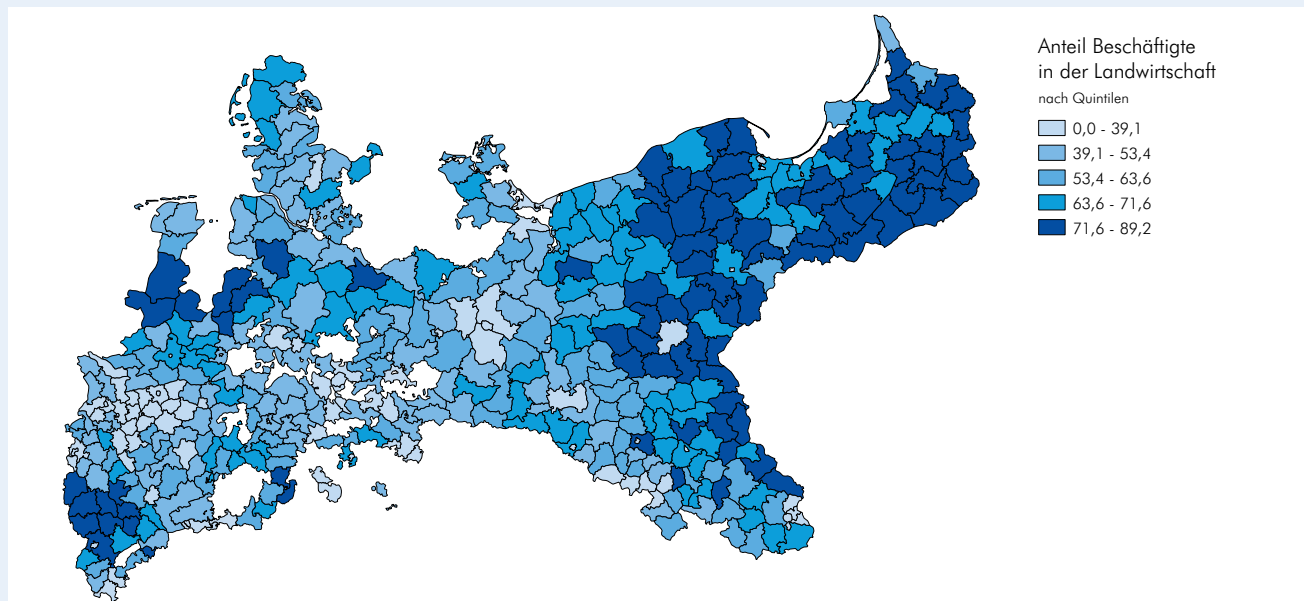 Anteil Beschäftigte
in der Landwirtschaft
nach Quintilen
0,0 - 39,1
39,1 - 53,4
53,4 - 63,6
63,6 - 71,6
71,6 - 89,2